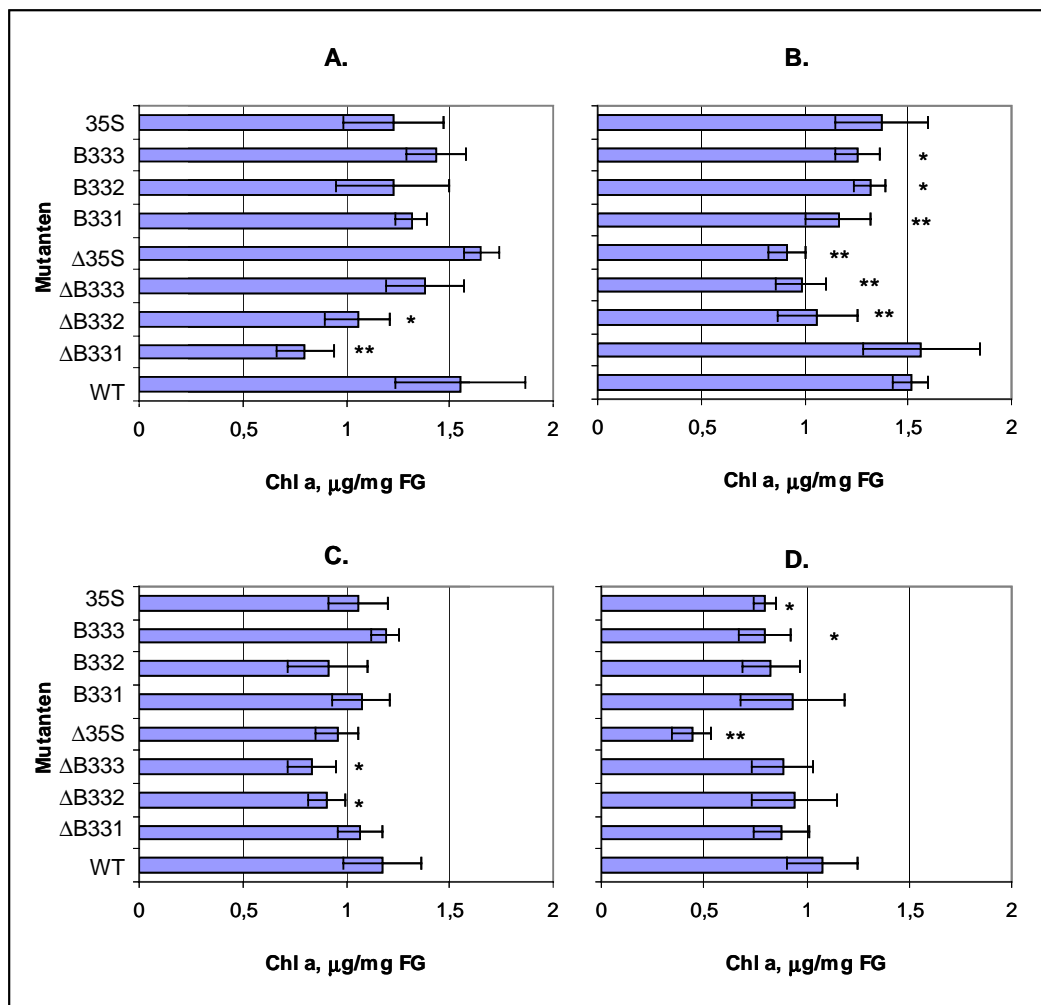 A.
B.
Mutanten
35S
B333
*
B332
*
B331
**
Δ35S
**
ΔB333
**
ΔB332
*
**
ΔB331
**
WT
0 0,5 1 1,5 2
0 0,5 1 1,5 2
Chl a, μg/mg FG
Chl a, μg/mg FG
C.
D.
Mutanten
35S
*
B333
*
B332
B331
Δ35S
**
ΔB333
*
ΔB332
*
ΔB331
WT
0 0,5 1 1,5 2
0 0,5 1 1,5 2
Chl a, μg/mg FG
Chl a, μg/mg FG